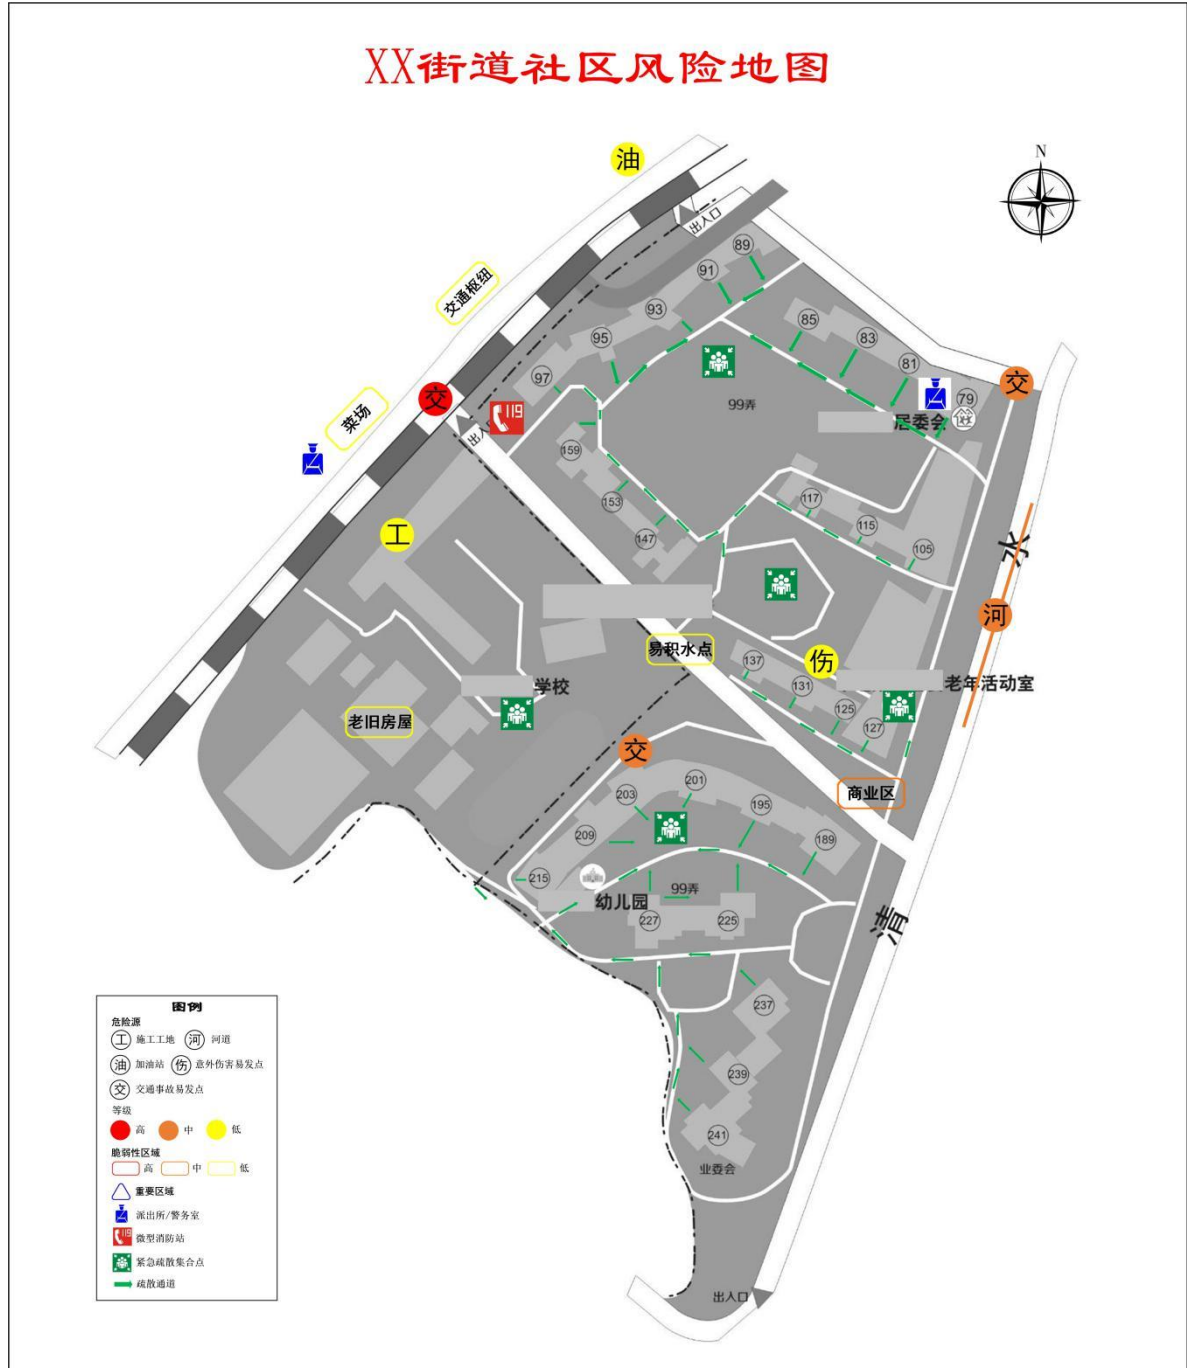 XX街道社区风险地图
油
N
出入口
89
91
交通枢纽
93
85
95
83
81
97
交
交
79
99弄
菜场
119
出入口
居委会
159
117
153
工
115
147
105
水
河
易积水点
伤
137
学校
131
老年活动室
125
老旧房屋
127
交
201
203
商业区
195
209
189
215
99弄
幼儿园
227
225
清
237
239
241
业委会
出入口
图例
危险源
工 施工工地 河 河道
油 加油站 伤 意外伤害易发点
交 交通事故易发点
等级
高 中 低
脆弱性区域
高 中 低
重要区域
派出所/警务室
119 微型消防站
紧急疏散集合点
疏散通道